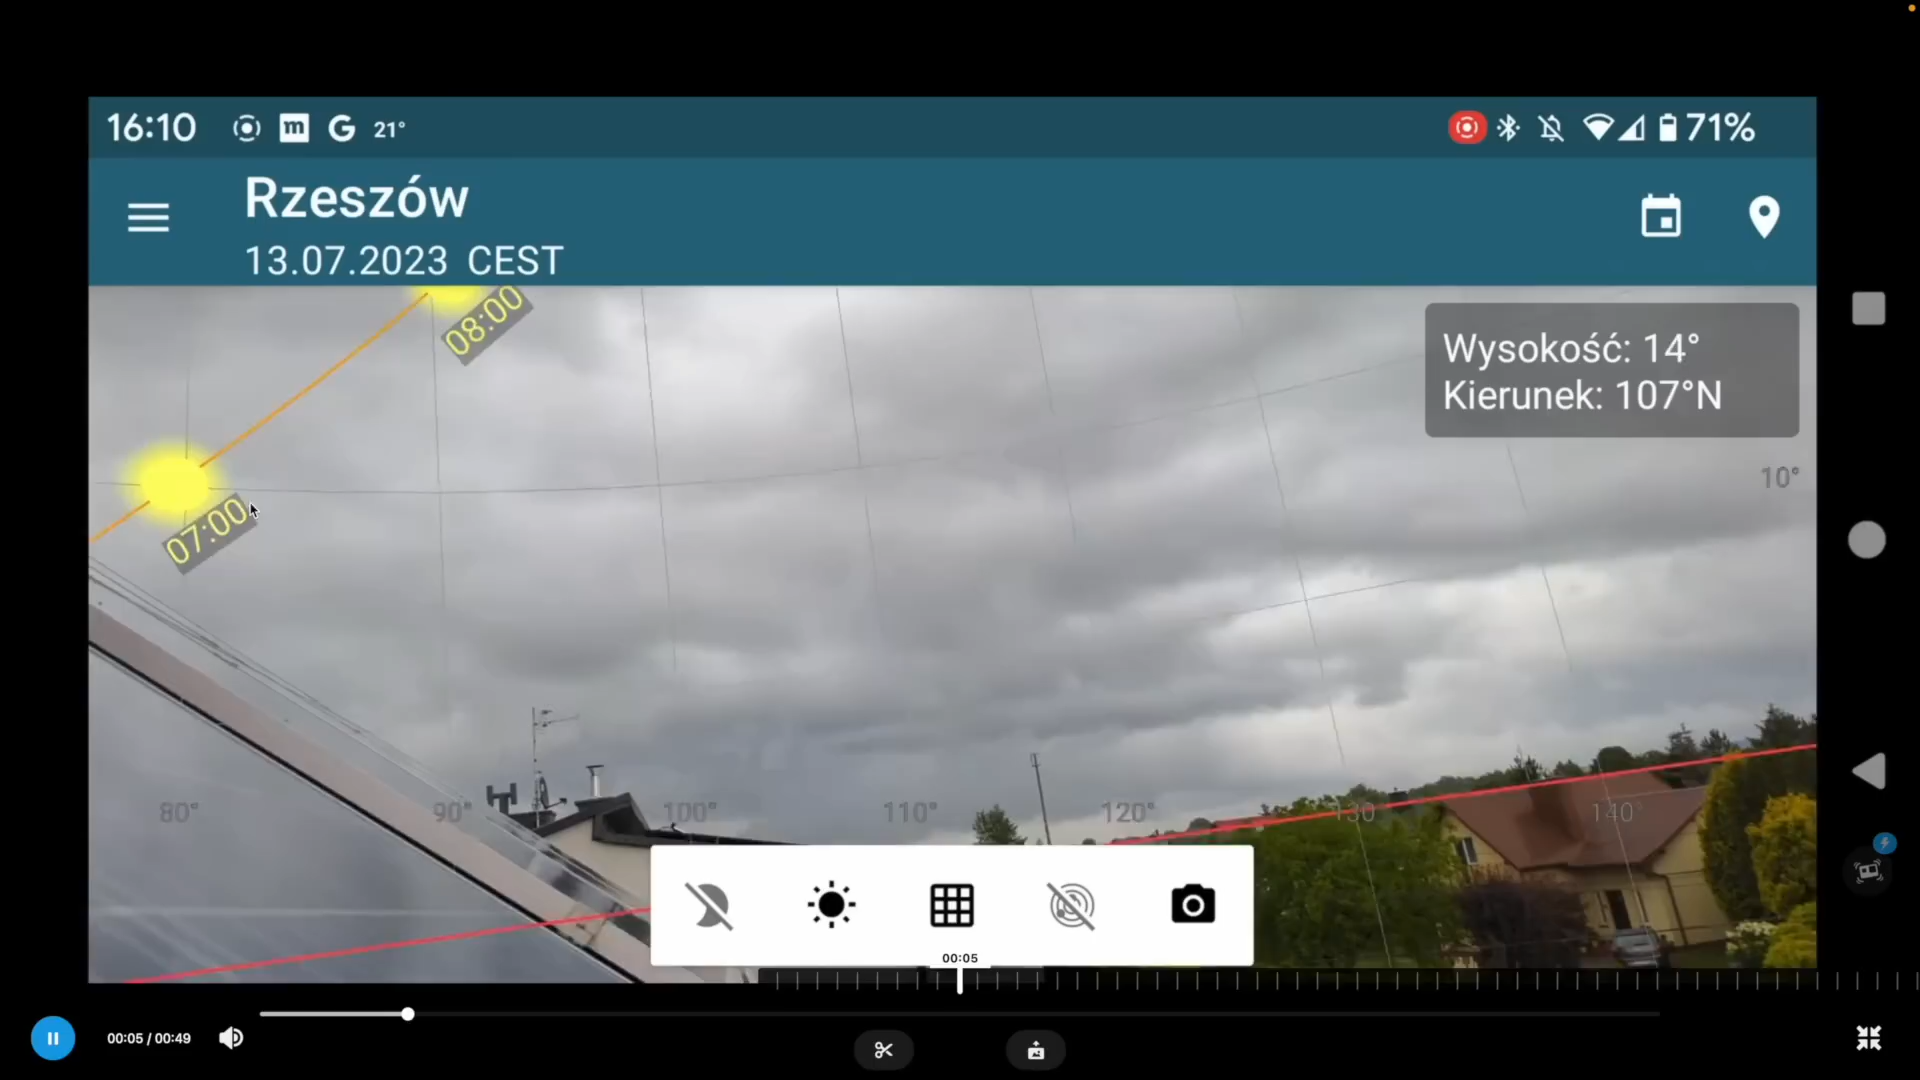 16:10 m G 21° 71%
Rzeszów
13.07.2023 CEST
08:00
Wysokość: 14°
Kierunek: 107°N
10°
07:00
80° 90° 100° 110° 120° 130 140°
00:05
00:05 / 00:49